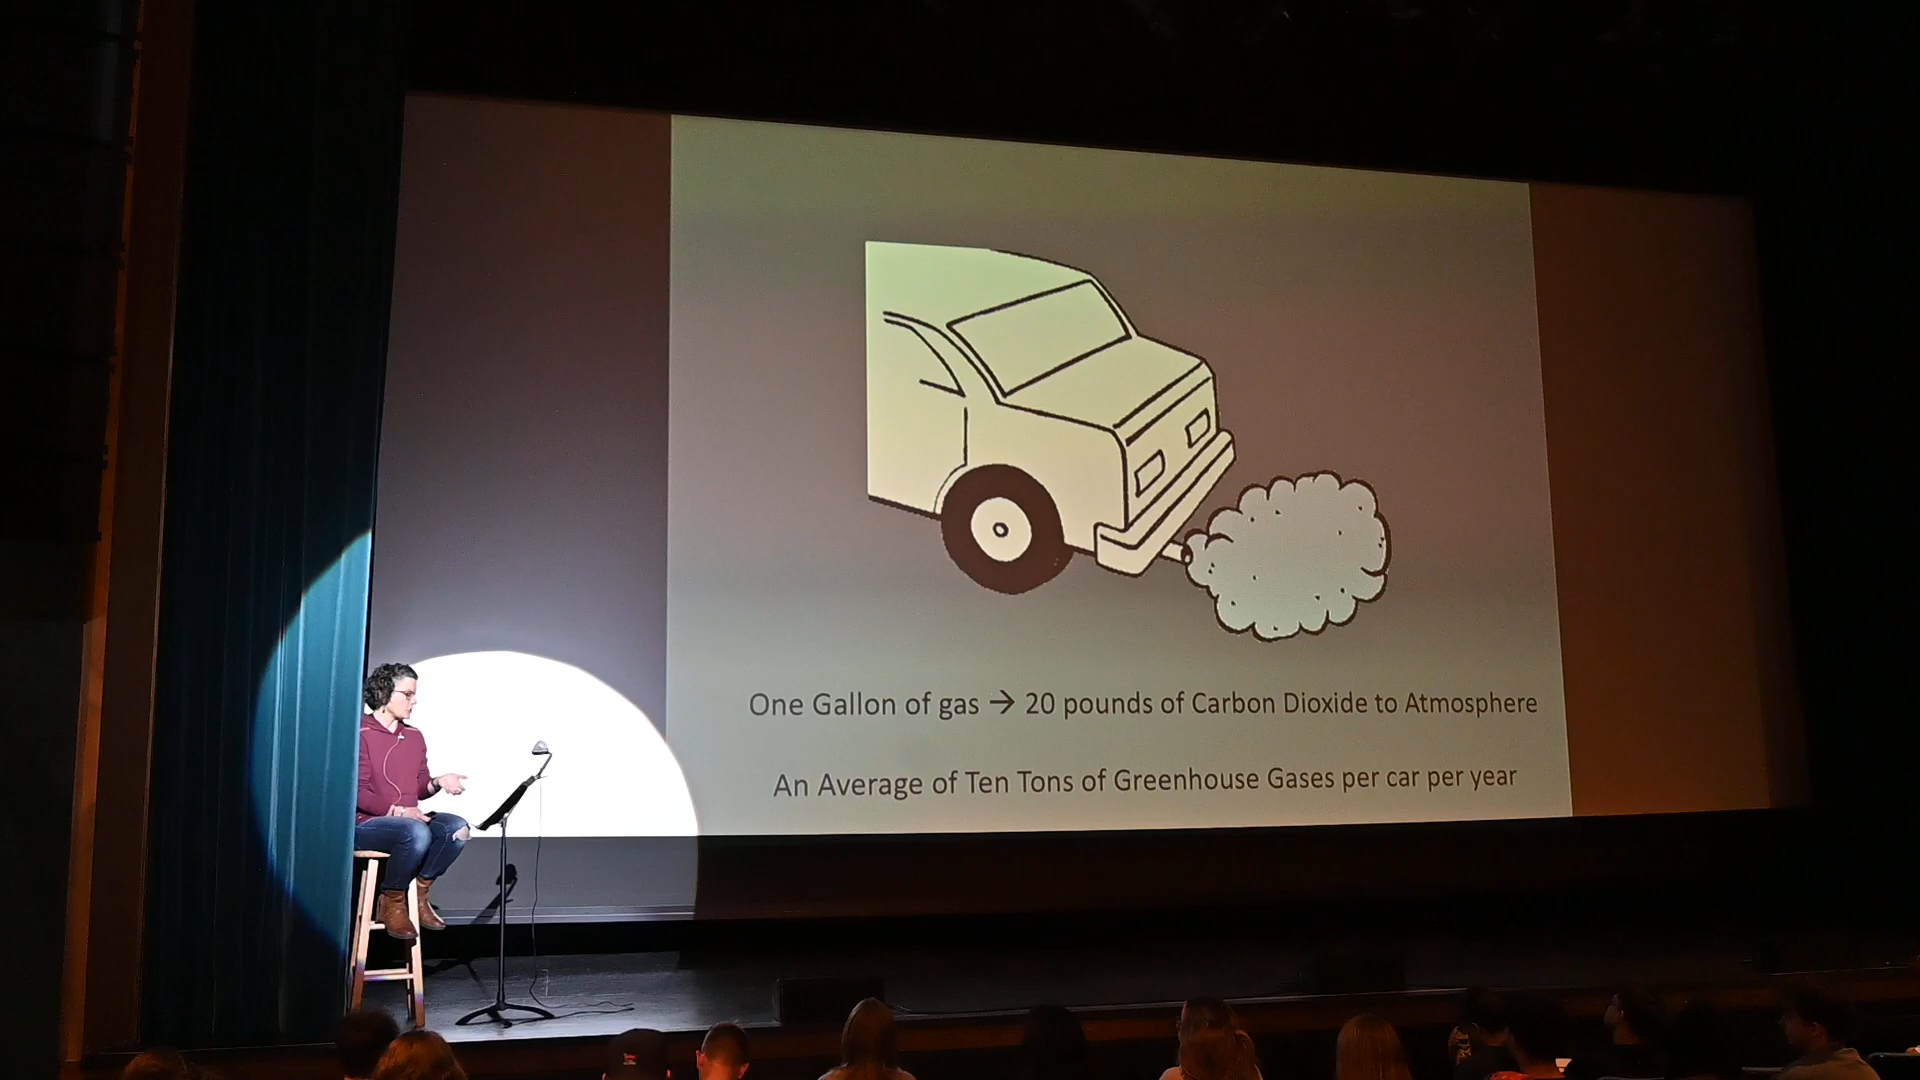 One Gallon of gas → 20 pounds of Carbon Dioxide to Atmosphere
An Average of Ten Tons of Greenhouse Gases per car per year